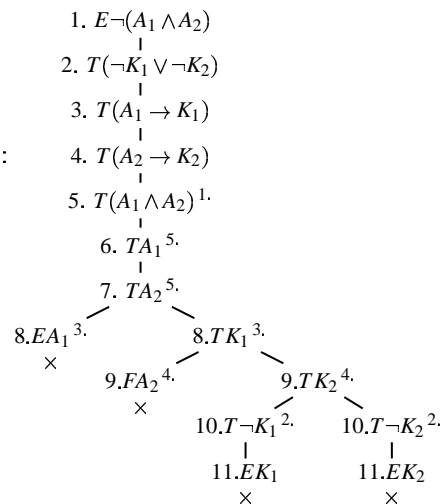 1. E¬(A₁ ∧ A₂)
2. T(¬K₁ ∨ ¬K₂)
3. T(A₁ → K₁)
: 4. T(A₂ → K₂)
5. T(A₁ ∧ A₂) ¹·
6. TA₁ ⁵·
7. TA₂ ⁵·
8.EA₁ ³· 8.TK₁ ³·
× 9.FA₂ ⁴· 9.TK₂ ⁴·
× 10.T¬K₁ ²· 10.T¬K₂ ²·
11.EK₁ 11.EK₂
× ×